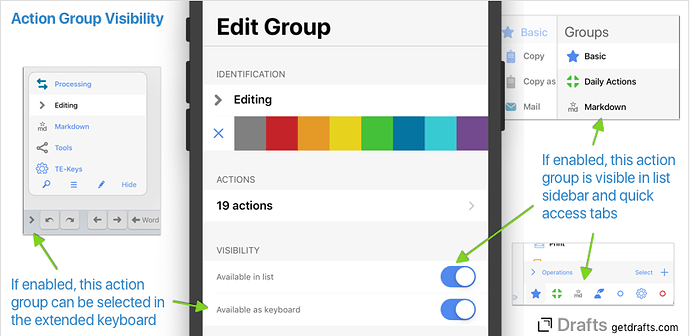 Action Group Visibility
Processing
Editing
Markdown
Tools
TE-Keys
Hide
Word
If enabled, this action
group can be selected in
the extended keyboard
Edit Group
IDENTIFICATION
Editing
ACTIONS
19 actions
VISIBILITY
Available in list
Available as keyboard
Basic
Copy
Copy as
Mail
Groups
Basic
Daily Actions
md Markdown
If enabled, this action
group is visible in list
sidebar and quick
access tabs
Print
Operations Select
md
Drafts getdrafts.com